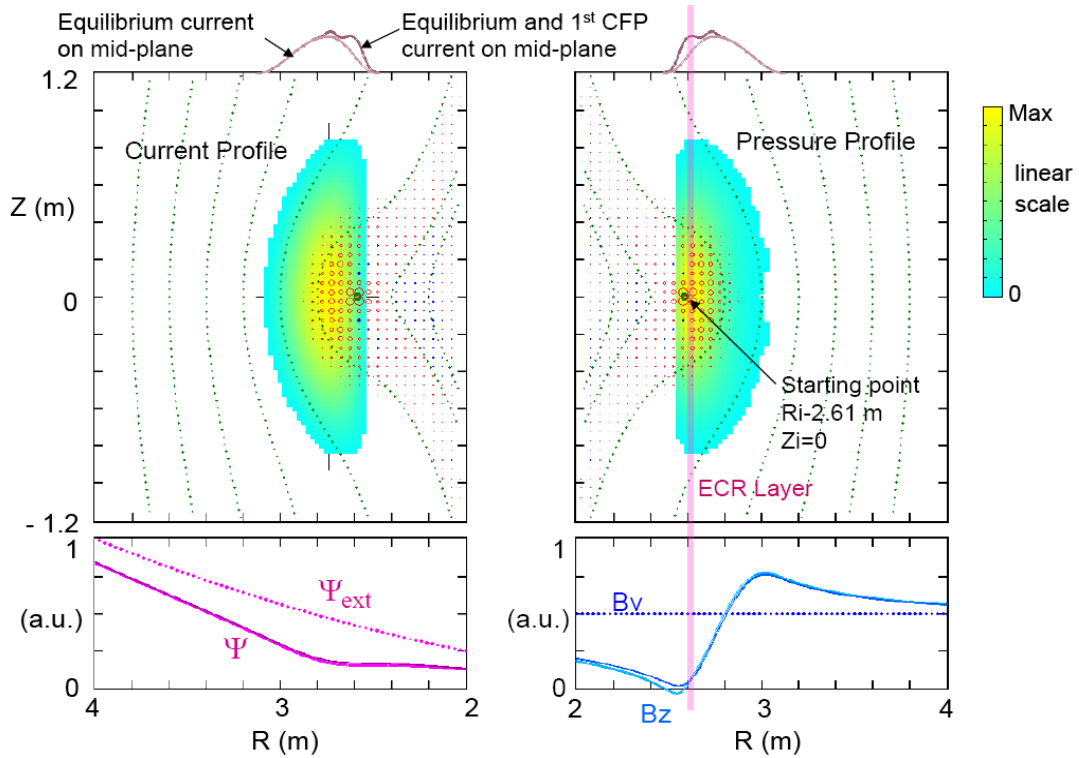 Equilibrium current
on mid-plane
Equilibrium and 1st CFP
current on mid-plane
1.2
Z (m)
0
- 1.2
Current Profile
Pressure Profile
Max
linear
scale
0
Starting point
Ri-2.61 m
Zi=0
ECR Layer
1
(a.u.)
0
Ψext
Ψ
4
3
2
R (m)
1
(a.u.)
0
Bv
Bz
2
3
4
R (m)